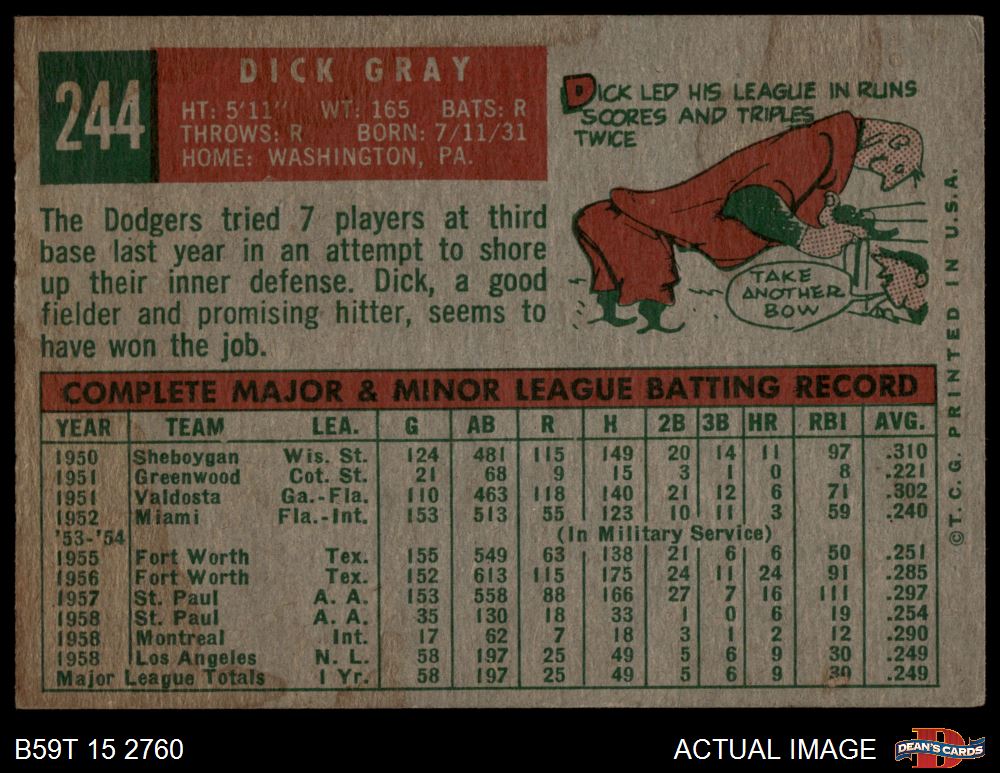 244
DICK GRAY
HT: 5'11" WT: 165 BATS: R
THROWS: R BORN: 7/11/31
HOME: WASHINGTON, PA.
The Dodgers tried 7 players at third
base last year in an attempt to shore
up their inner defense. Dick, a good
fielder and promising hitter, seems to
have won the job.
DICK LED HIS LEAGUE IN RUNS
SCORES AND TRIPLES
TWICE
TAKE
ANOTHER
BOW
COMPLETE MAJOR & MINOR LEAGUE BATTING RECORD
YEAR TEAM LEA. G AB R H 2B 3B HR RBI AVG.
1950 Sheboygan Wis. St. 124 481 115 149 20 14 11 97 .310
1951 Greenwood Cot. St. 21 68 9 15 3 1 0 8 .221
1951 Valdosta Ga.-Fla. 110 463 118 140 21 12 6 71 .302
1952 Miami Fla.-Int. 153 513 55 123 10 11 3 59 .240
'53-'54 (In Military Service)
1955 Fort Worth Tex. 155 549 63 138 21 6 6 50 .251
1956 Fort Worth Tex. 152 613 115 175 24 11 24 91 .285
1957 St. Paul A. A. 153 558 88 166 27 7 16 111 .297
1958 St. Paul A. A. 35 130 18 33 1 0 6 19 .254
1958 Montreal Int. 17 62 7 18 3 1 2 12 .290
1958 Los Angeles N. L. 58 197 25 49 5 6 9 30 .249
Major League Totals 1 Yr. 58 197 25 49 5 6 9 30 .249
©T. C. G. PRINTED IN U.S.A.
B59T 15 2760
ACTUAL IMAGE
D
DEAN'S CARDS